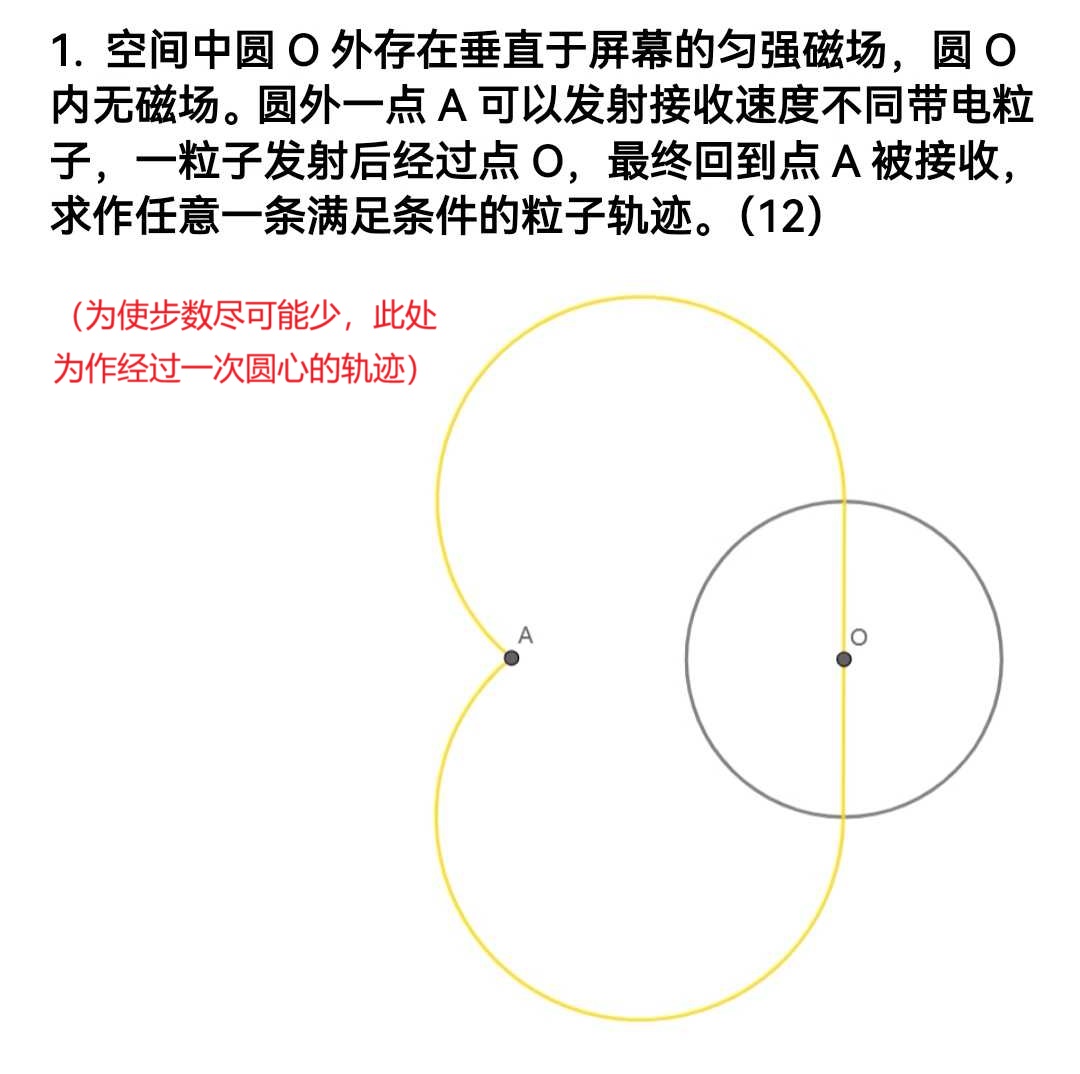 1. 空间中圆 O 外存在垂直于屏幕的匀强磁场，圆 O
内无磁场。圆外一点 A 可以发射接收速度不同带电粒
子，一粒子发射后经过点 O，最终回到点 A 被接收，
求作任意一条满足条件的粒子轨迹。（12）
（为使步数尽可能少，此处
为作经过一次圆心的轨迹）
A
O